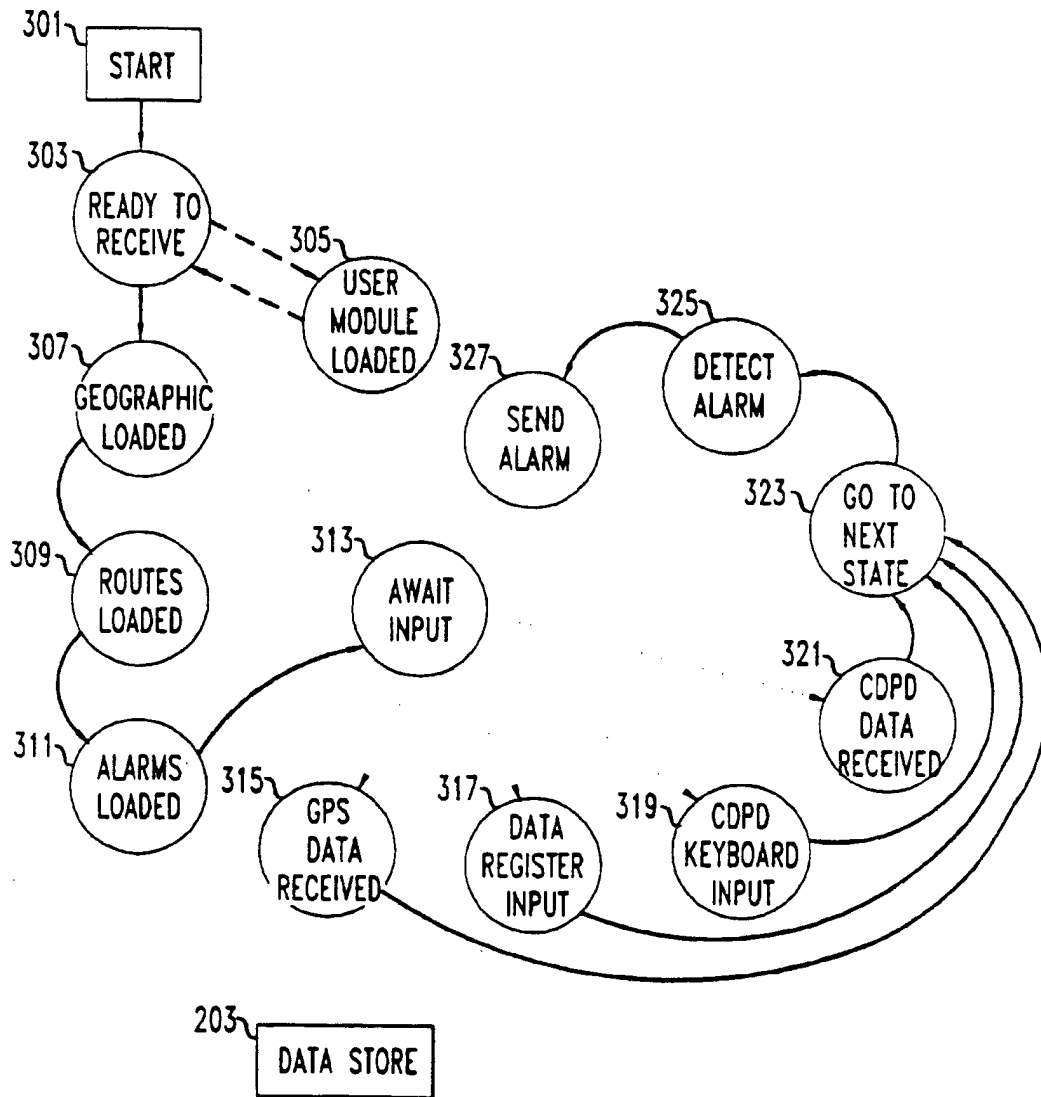 301
START
303
READY TO
RECEIVE
305
USER
MODULE
LOADED
307
GEOGRAPHIC
LOADED
309
ROUTES
LOADED
311
ALARMS
LOADED
313
AWAIT
INPUT
315
GPS
DATA
RECEIVED
317
DATA
REGISTER
INPUT
319
CDPD
KEYBOARD
INPUT
321
CDPD
DATA
RECEIVED
323
GO TO
NEXT
STATE
325
DETECT
ALARM
327
SEND
ALARM
203
DATA STORE